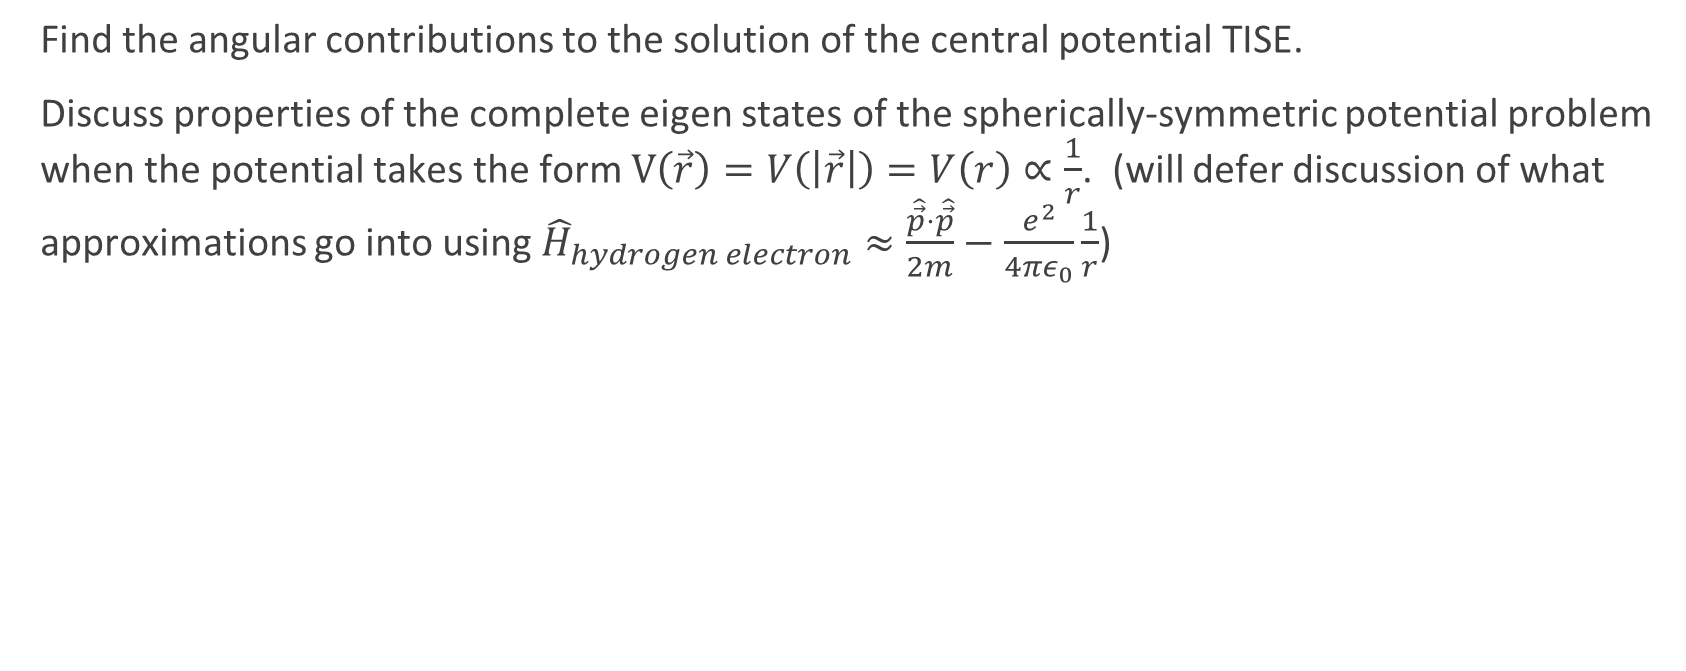 Find the angular contributions to the solution of the central potential TISE.
Discuss properties of the complete eigen states of the spherically-symmetric potential problem
when the potential takes the form V(r⃗) = V(|r⃗|) = V(r) ∝ 1/r. (will defer discussion of what
approximations go into using Ĥ_hydrogen electron ≈ p̂⃗·p̂⃗/2m − e²/4πϵ₀ 1/r)